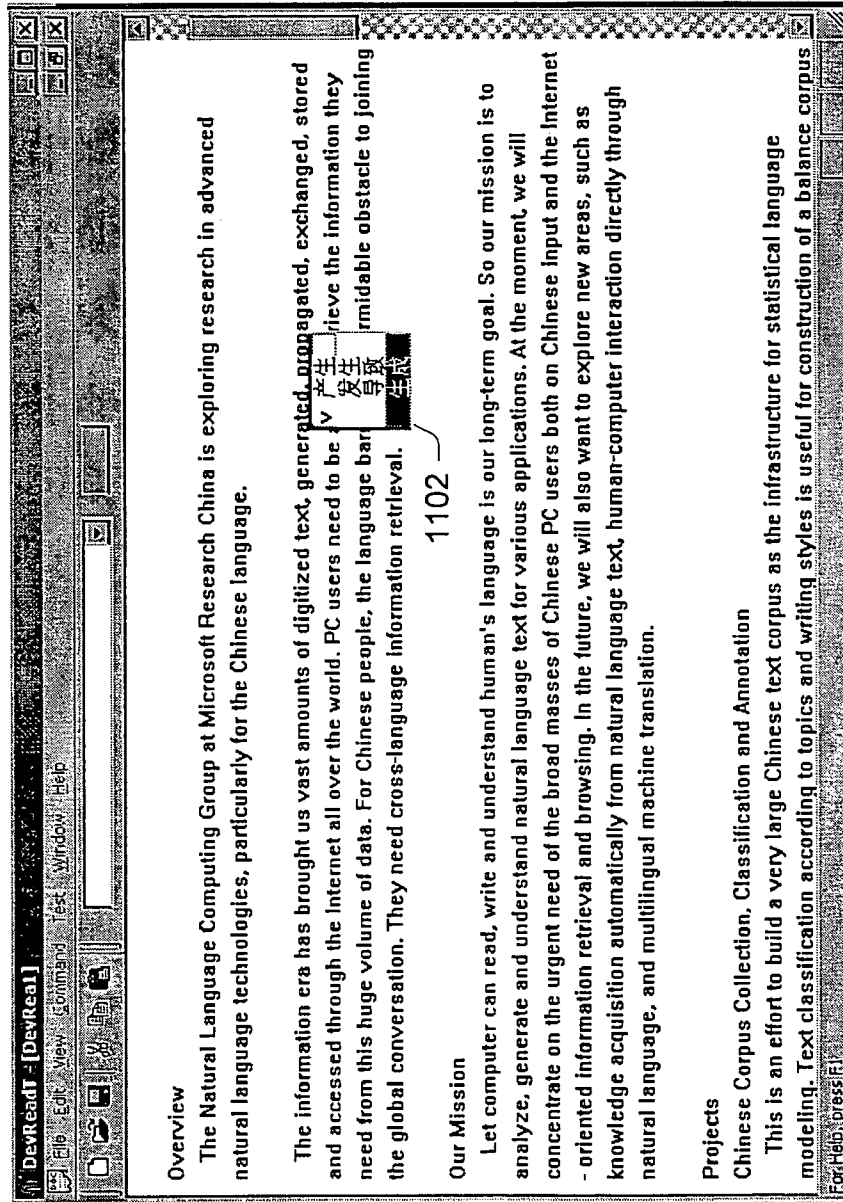 DevReadT - [DevRea1]
File Edit View Command Test Window Help
Overview
The Natural Language Computing Group at Microsoft Research China is exploring research in advanced
natural language technologies, particularly for the Chinese language.
The information era has brought us vast amounts of digitized text, generated, propagated, exchanged, stored
and accessed through the Internet all over the world. PC users need to be rieve the information they
need from this huge volume of data. For Chinese people, the language bar rmidable obstacle to joining
the global conversation. They need cross-language information retrieval.
v 产生
发生
导致
生成
1102
Our Mission
Let computer can read, write and understand human's language is our long-term goal. So our mission is to
analyze, generate and understand natural language text for various applications. At the moment, we will
concentrate on the urgent need of the broad masses of Chinese PC users both on Chinese Input and the Internet
- oriented information retrieval and browsing. In the future, we will also want to explore new areas, such as
knowledge acquisition automatically from natural language text, human-computer interaction directly through
natural language, and multilingual machine translation.
Projects
Chinese Corpus Collection, Classification and Annotation
This is an effort to build a very large Chinese text corpus as the infrastructure for statistical language
modeling. Text classification according to topics and writing styles is useful for construction of a balance corpus
For Help, press F1